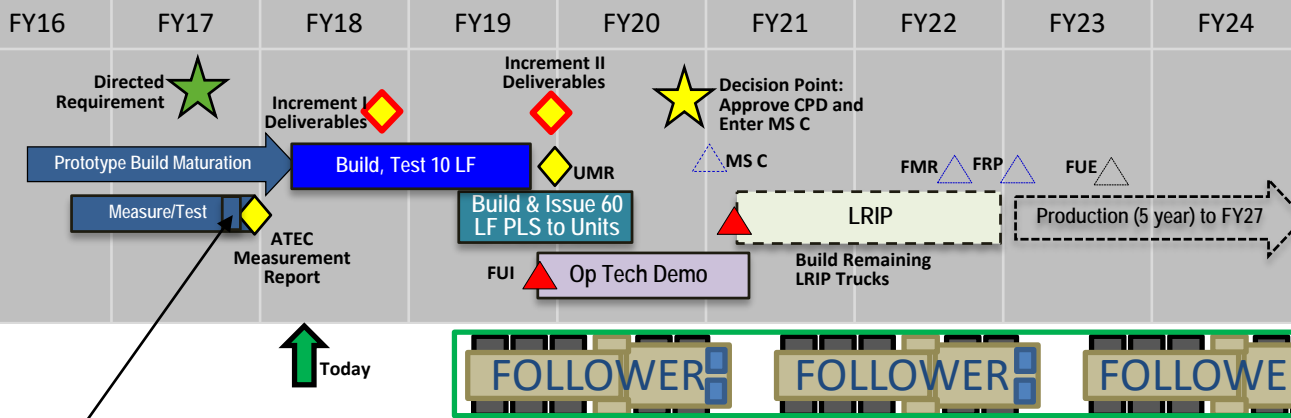 FY16 FY17 FY18 FY19 FY20 FY21 FY22 FY23 FY24
Directed
Requirement
Increment I
Deliverables
Increment II
Deliverables
Decision Point:
Approve CPD and
Enter MS C
Prototype Build Maturation
Build, Test 10 LF
UMR
MS C
FMR
FRP
FUE
Measure/Test
ATEC
Measurement
Report
Build & Issue 60
LF PLS to Units
LRIP
Production (5 year) to FY27
FUI
Op Tech Demo
Build Remaining
LRIP Trucks
Today
FOLLOWER
FOLLOWER
FOLLOWE